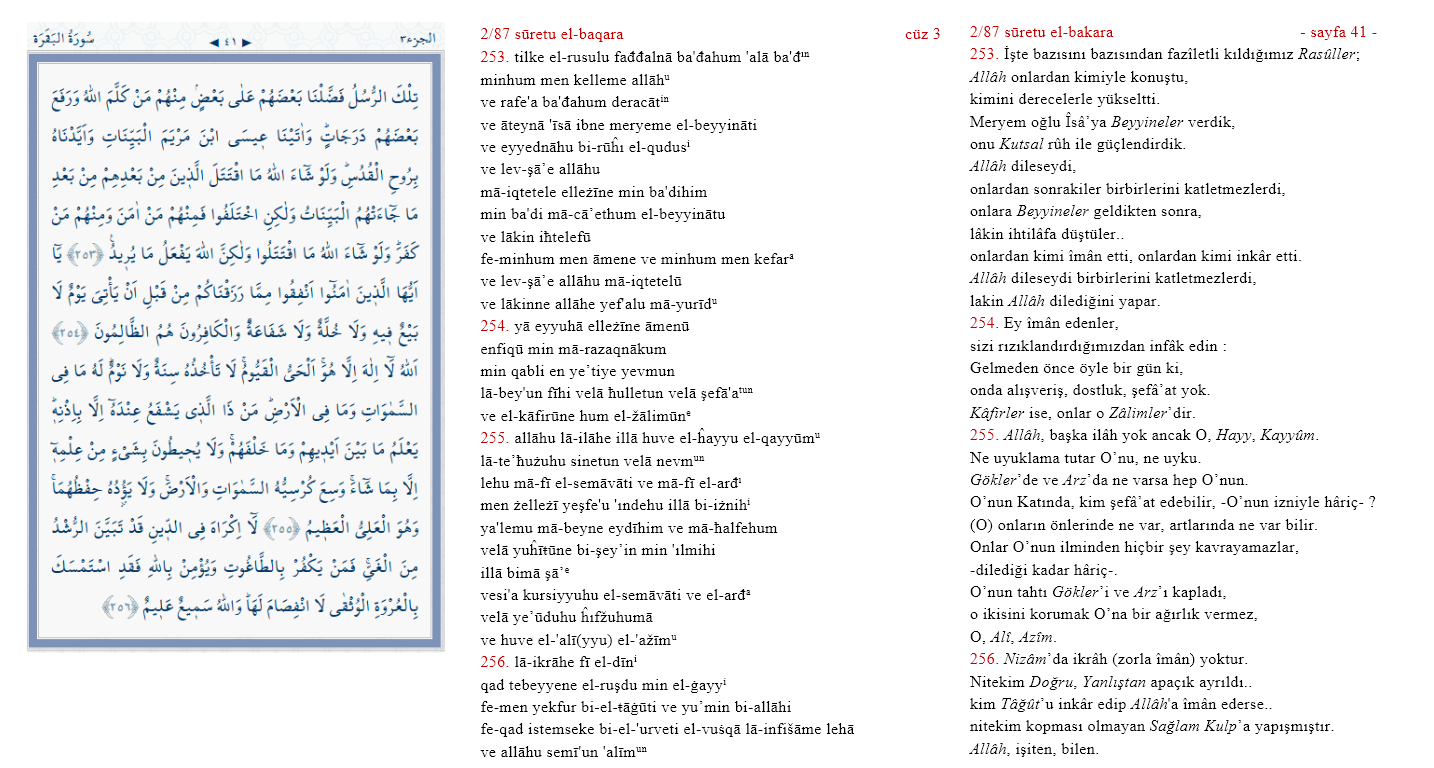 سُورَةُ الْبَقَرَة ◄ ٤١ ► الجزء٣
تِلْكَ الرُّسُلُ فَضَّلْنَا بَعْضَهُمْ عَلٰى بَعْضٍۢ مِنْهُمْ مَنْ كَلَّمَ اللّٰهُ وَرَفَعَ
بَعْضَهُمْ دَرَجَاتٍۜ وَاٰتَيْنَا ع۪يسَى ابْنَ مَرْيَمَ الْبَيِّنَاتِ وَاَيَّدْنَاهُ
بِرُوحِ الْقُدُسِۜ وَلَوْ شَٓاءَ اللّٰهُ مَا اقْتَتَلَ الَّذ۪ينَ مِنْ بَعْدِهِمْ مِنْ بَعْدِ
مَا جَٓاءَتْهُمُ الْبَيِّنَاتُ وَلٰكِنِ اخْتَلَفُوا فَمِنْهُمْ مَنْ اٰمَنَ وَمِنْهُمْ مَنْ
كَفَرَۜ وَلَوْ شَٓاءَ اللّٰهُ مَا اقْتَتَلُوا وَلٰكِنَّ اللّٰهَ يَفْعَلُ مَا يُر۪يدُ۟ ﴿٢٥٣﴾ يَٓا
اَيُّهَا الَّذ۪ينَ اٰمَنُٓوا اَنْفِقُوا مِمَّا رَزَقْنَاكُمْ مِنْ قَبْلِ اَنْ يَأْتِيَ يَوْمٌ لَا
بَيْعٌ ف۪يهِ وَلَا خُلَّةٌ وَلَا شَفَاعَةٌۜ وَالْكَافِرُونَ هُمُ الظَّالِمُونَ ﴿٢٥٤﴾
اَللّٰهُ لَٓا اِلٰهَ اِلَّا هُوَۚ اَلْحَيُّ الْقَيُّومُۚ لَا تَأْخُذُهُ سِنَةٌ وَلَا نَوْمٌۜ لَهُ مَا فِي
السَّمٰوَاتِ وَمَا فِي الْاَرْضِۜ مَنْ ذَا الَّذ۪ي يَشْفَعُ عِنْدَهُٓ اِلَّا بِاِذْنِه۪ۜ
يَعْلَمُ مَا بَيْنَ اَيْد۪يهِمْ وَمَا خَلْفَهُمْۚ وَلَا يُح۪يطُونَ بِشَيْءٍ مِنْ عِلْمِه۪ٓ
اِلَّا بِمَا شَٓاءَۚ وَسِعَ كُرْسِيُّهُ السَّمٰوَاتِ وَالْاَرْضَۚ وَلَا يَؤُ۫دُهُ حِفْظُهُمَاۚ
وَهُوَ الْعَلِيُّ الْعَظ۪يمُ ﴿٢٥٥﴾ لَٓا اِكْرَاهَ فِي الدّ۪ينِ قَدْ تَبَيَّنَ الرُّشْدُ
مِنَ الْغَيِّۚ فَمَنْ يَكْفُرْ بِالطَّاغُوتِ وَيُؤْمِنْ بِاللّٰهِ فَقَدِ اسْتَمْسَكَ
بِالْعُرْوَةِ الْوُثْقٰىۗ لَا انْفِصَامَ لَهَاۜ وَاللّٰهُ سَم۪يعٌ عَل۪يمٌ ﴿٢٥٦﴾
2/87 sūretu el-baqara cüz 3
253. tilke el-rusulu fađđalnā ba'đahum 'alā ba'đⁱⁿ
minhum men kelleme allāhᵘ
ve rafe'a ba'đahum deracātⁱⁿ
ve āteynā 'īsā ibne meryeme el-beyyināti
ve eyyednāhu bi-rūĥı el-qudusⁱ
ve lev-şā’e allāhu
mā-iqtetele elleżīne min ba'dihim
min ba'di mā-cā’ethum el-beyyinātu
ve lākin iħtelefū
fe-minhum men āmene ve minhum men keferᵃ
ve lev-şā’e allāhu mā-iqtetelū
ve lākinne allāhe yef'alu mā-yurīdᵘ
254. yā eyyuhā elleżīne āmenū
enfiqū min mā-razaqnākum
min qabli en ye’tiye yevmun
lā-bey'un fīhi velā ħulletun velā şefā'aᵗᵘⁿ
ve el-kāfirūne hum el-žālimūnᵉ
255. allāhu lā-ilāhe illā huve el-ĥayyu el-qayyūmᵘ
lā-te’ħużuhu sinetun velā nevmᵘⁿ
lehu mā-fī el-semāvāti ve mā-fī el-arđⁱ
men żelleżī yeşfe'u 'ındehu illā bi-iżnihⁱ
ya'lemu mā-beyne eydīhim ve mā-ħalfehum
velā yuĥīŧūne bi-şey’in min 'ılmihi
illā bimā şā’ᵉ
vesi'a kursiyyuhu el-semāvāti ve el-arđᵃ
velā ye’ūduhu ĥıfžuhumā
ve huve el-'alī(yyu) el-'ažīmᵘ
256. lā-ikrāhe fī el-dīnⁱ
qad tebeyyene el-ruşdu min el-ġayyⁱ
fe-men yekfur bi-el-ŧāġūti ve yu’min bi-allāhi
fe-qad istemseke bi-el-'urveti el-vuśqā lā-infišāme lehā
ve allāhu semī'un 'alīmᵘⁿ
2/87 sūretu el-bakara - sayfa 41 -
253. İşte bazısını bazısından fazîletli kıldığımız Rasûller;
Allâh onlardan kimiyle konuştu,
kimini derecelerle yükseltti.
Meryem oğlu Îsâ’ya Beyyineler verdik,
onu Kutsal rûh ile güçlendirdik.
Allâh dileseydi,
onlardan sonrakiler birbirlerini katletmezlerdi,
onlara Beyyineler geldikten sonra,
lâkin ihtilâfa düştüler..
onlardan kimi îmân etti, onlardan kimi inkâr etti.
Allâh dileseydi birbirlerini katletmezlerdi,
lakin Allâh dilediğini yapar.
254. Ey îmân edenler,
sizi rızıklandırdığımızdan infâk edin :
Gelmeden önce öyle bir gün ki,
onda alışveriş, dostluk, şefâ’at yok.
Kâfirler ise, onlar o Zâlimler’dir.
255. Allâh, başka ilâh yok ancak O, Hayy, Kayyûm.
Ne uyuklama tutar O’nu, ne uyku.
Gökler’de ve Arz’da ne varsa hep O’nun.
O’nun Katında, kim şefâ’at edebilir, -O’nun izniyle hâriç- ?
(O) onların önlerinde ne var, artlarında ne var bilir.
Onlar O’nun ilminden hiçbir şey kavrayamazlar,
-dilediği kadar hâriç-.
O’nun tahtı Gökler’i ve Arz’ı kapladı,
o ikisini korumak O’na bir ağırlık vermez,
O, Alî, Azîm.
256. Nizâm’da ikrâh (zorla îmân) yoktur.
Nitekim Doğru, Yanlıştan apaçık ayrıldı..
kim Tâğût’u inkâr edip Allâh'a îmân ederse..
nitekim kopması olmayan Sağlam Kulp’a yapışmıştır.
Allâh, işiten, bilen.